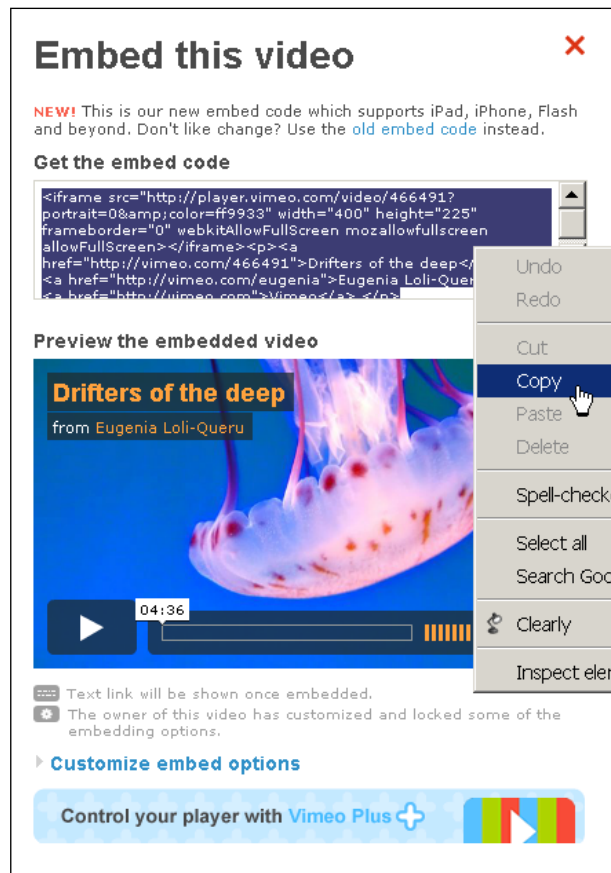 Embed this video
NEW! This is our new embed code which supports iPad, iPhone, Flash
and beyond. Don't like change? Use the old embed code instead.
Get the embed code
<iframe src="http://player.vimeo.com/video/466491?
portrait=0&amp;color=ff9933" width="400" height="225"
frameborder="0" webkitAllowFullScreen mozallowfullscreen
allowFullScreen></iframe><p><a
href="http://vimeo.com/466491">Drifters of the deep</
<a href="http://vimeo.com/eugenia">Eugenia Loli-Quer
<a href="http://vimeo.com">Vimeo</a>.</p>
Undo
Redo
Cut
Copy
Paste
Delete
Spell-check
Select all
Search Goo
Clearly
Inspect eler
Preview the embedded video
Drifters of the deep
from Eugenia Loli-Queru
04:36
Text link will be shown once embedded.
The owner of this video has customized and locked some of the
embedding options.
Customize embed options
Control your player with Vimeo Plus